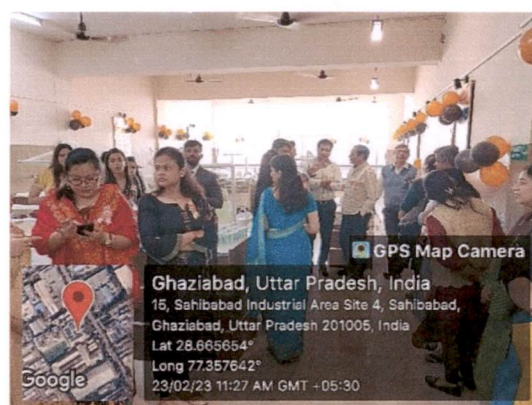 GPS Map Camera
Ghaziabad, Uttar Pradesh, India
15, Sahibabad Industrial Area Site 4, Sahibabad,
Ghaziabad, Uttar Pradesh 201005, India
Lat 28.665654°
Long 77.357642°
23/02/23 11:27 AM GMT +05:30
Google